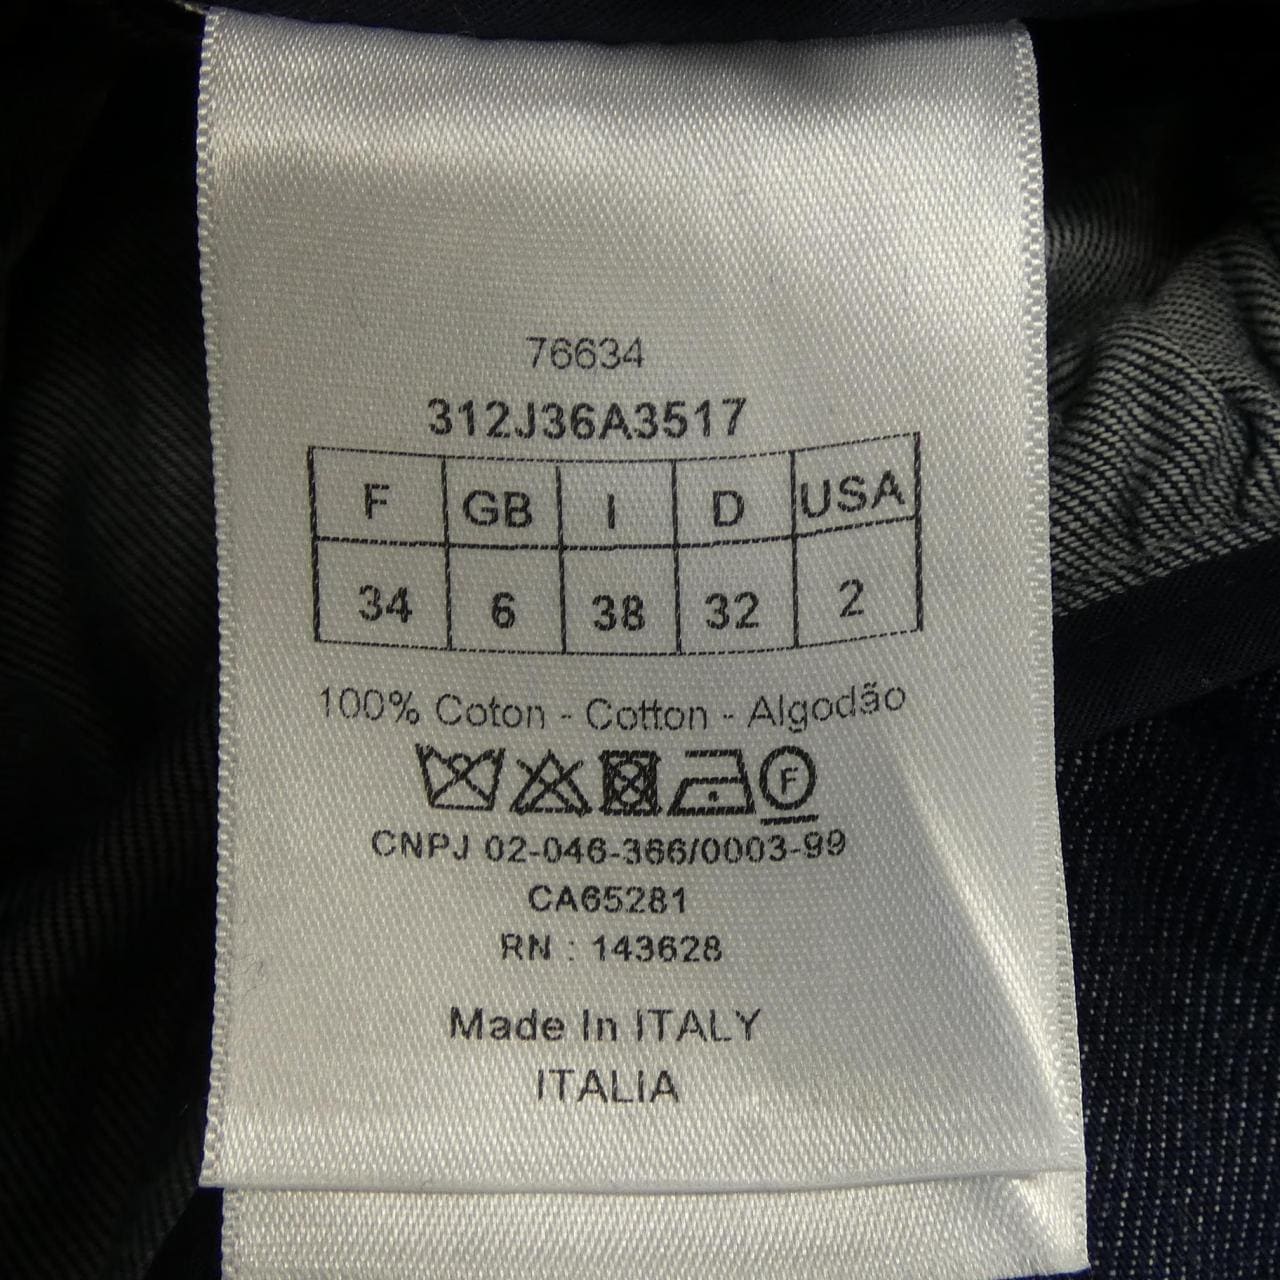 76634
312J36A3517
F GB I D USA
34 6 38 32 2
100% Coton - Cotton - Algodão
F
CNPJ 02-046-366/0003-99
CA65281
RN : 143628
Made In ITALY
ITALIA